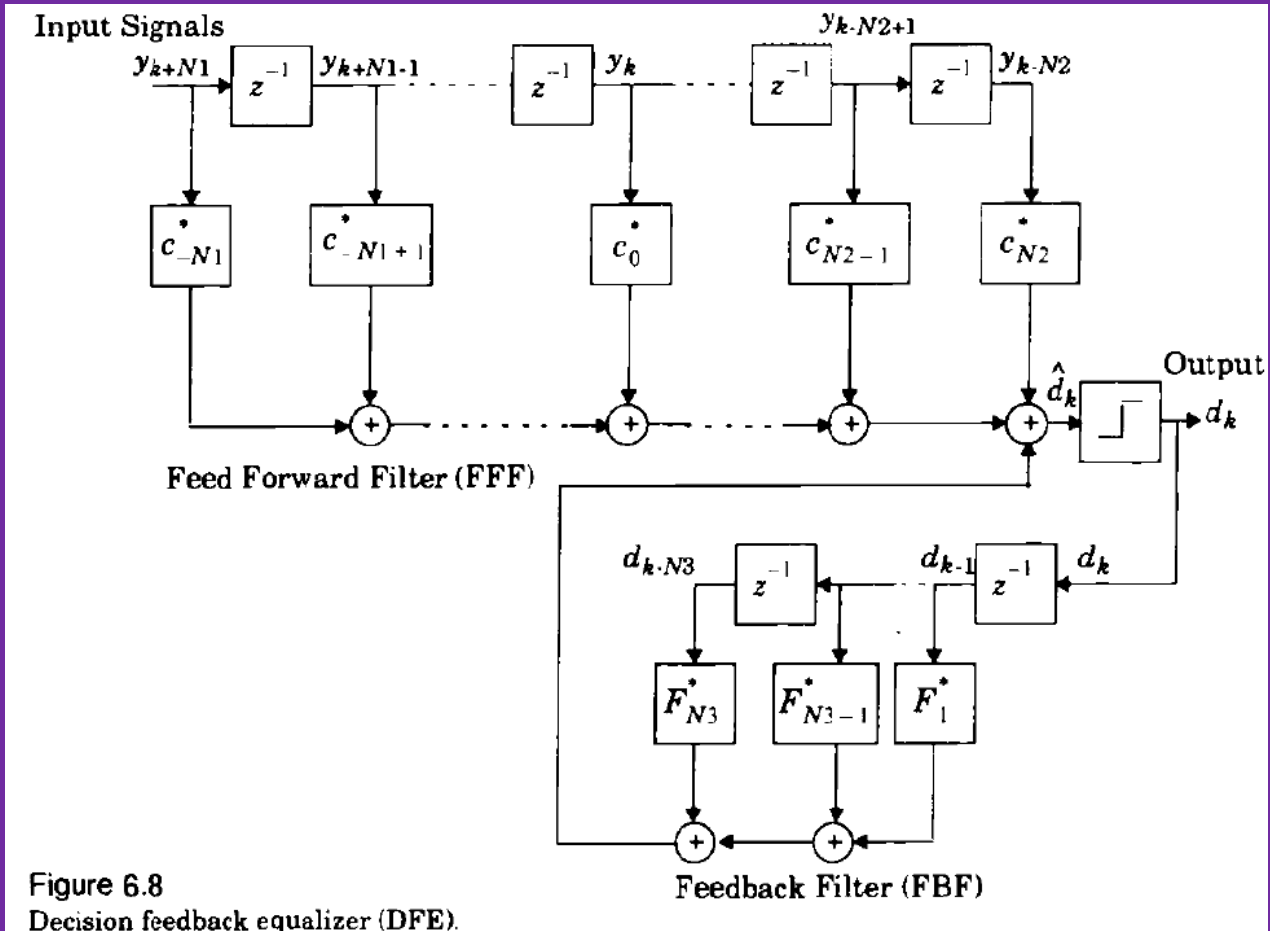 Input Signals
y_{k+N1} z^{-1} y_{k+N1-1} z^{-1} y_k z^{-1} y_{k-N2+1} z^{-1} y_{k-N2}
c^*_{-N1} c^*_{-N1+1} c^*_0 c^*_{N2-1} c^*_{N2}
Output
+ + + + \hat{d}_k d_k
Feed Forward Filter (FFF)
d_{k-N3} z^{-1} d_{k-1} z^{-1} d_k
F^*_{N3} F^*_{N3-1} F^*_1
+ +
Feedback Filter (FBF)
Figure 6.8
Decision feedback equalizer (DFE).